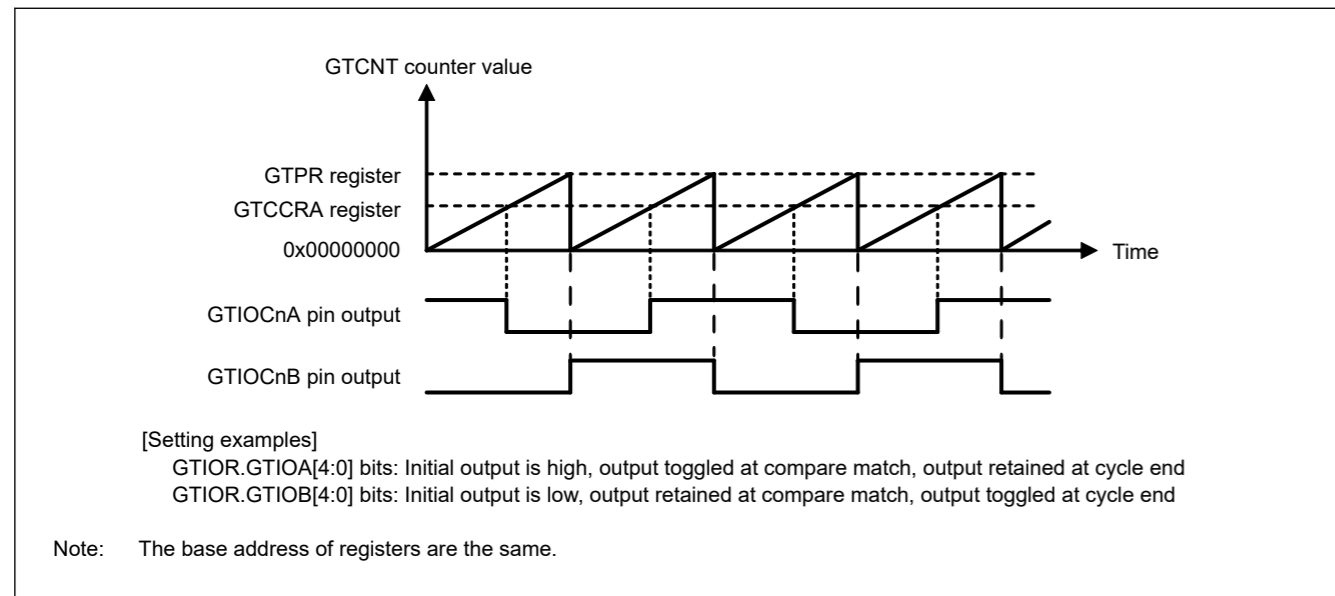 GTCNT counter value
GTPR register
GTCCRA register
0x00000000
Time
GTIOCnA pin output
GTIOCnB pin output
[Setting examples]
GTIOR.GTIOA[4:0] bits: Initial output is high, output toggled at compare match, output retained at cycle end
GTIOR.GTIOB[4:0] bits: Initial output is low, output retained at compare match, output toggled at cycle end
Note: The base address of registers are the same.